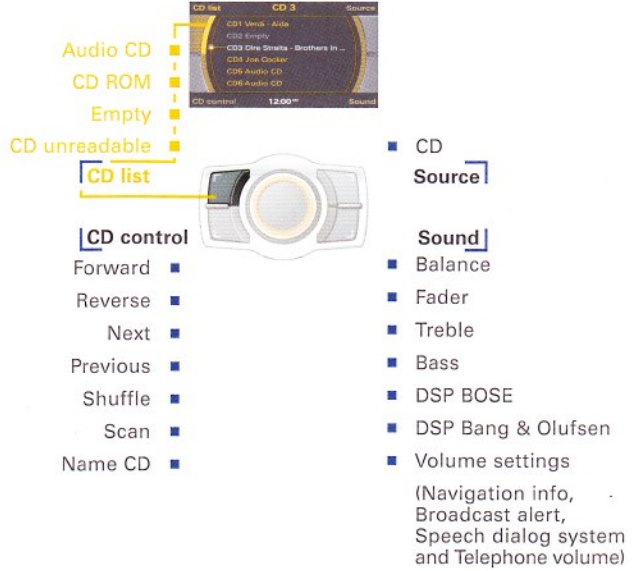 CD list CD 3 Source
CD1 Verdi - Aida
CD2 Empty
CD3 Dire Straits - Brothers In ...
CD4 Joe Cocker
CD5 Audio CD
CD6 Audio CD
CD control 12:00 Sound
Audio CD
CD ROM
Empty
CD unreadable
CD list
CD
Source
CD control
Forward
Reverse
Next
Previous
Shuffle
Scan
Name CD
Sound
Balance
Fader
Treble
Bass
DSP BOSE
DSP Bang & Olufsen
Volume settings
(Navigation info,
Broadcast alert,
Speech dialog system
and Telephone volume)